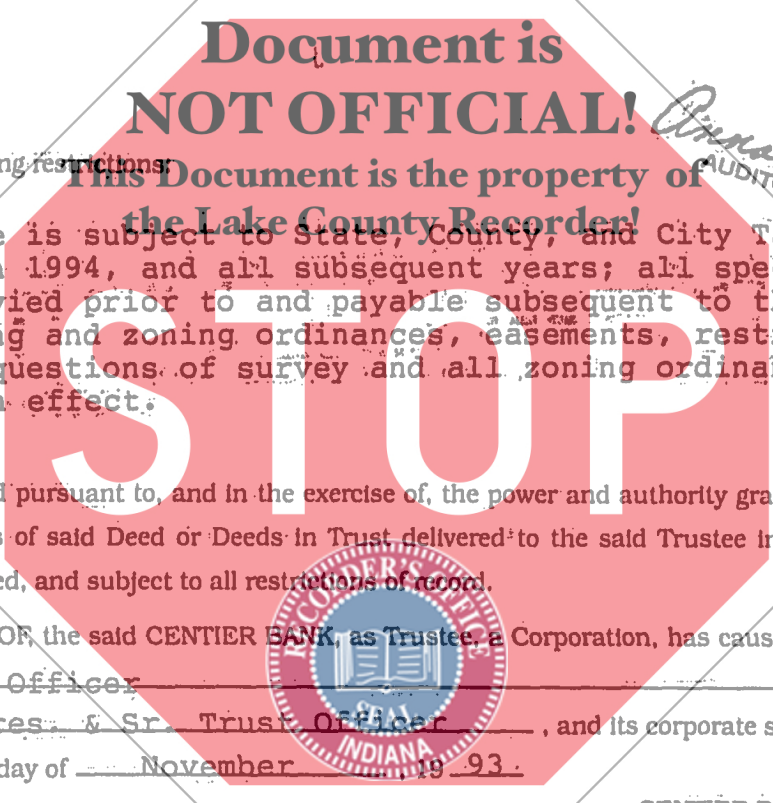 Document is
NOT OFFICIAL!
This Document is the property of
the Lake County Recorder!
AUDIT
ng restrictions:
e is subject to State, County, and City T
1994, and all subsequent years; all spe
vied prior to and payable subsequent to t
g and zoning ordinances, easements, rest
questions of survey and all zoning ordinan
n effect.
STOP
d pursuant to, and in the exercise of, the power and authority gra
s of said Deed or Deeds in Trust delivered to the said Trustee in
ed, and subject to all restrictions of record.
OF, the said CENTIER BANK, as Trustee, a Corporation, has caus
Officer
res. & Sr. Trust Officer, and its corporate s
day of November, 19 93.
RECORDER'S OFFICE
SEAL
INDIANA